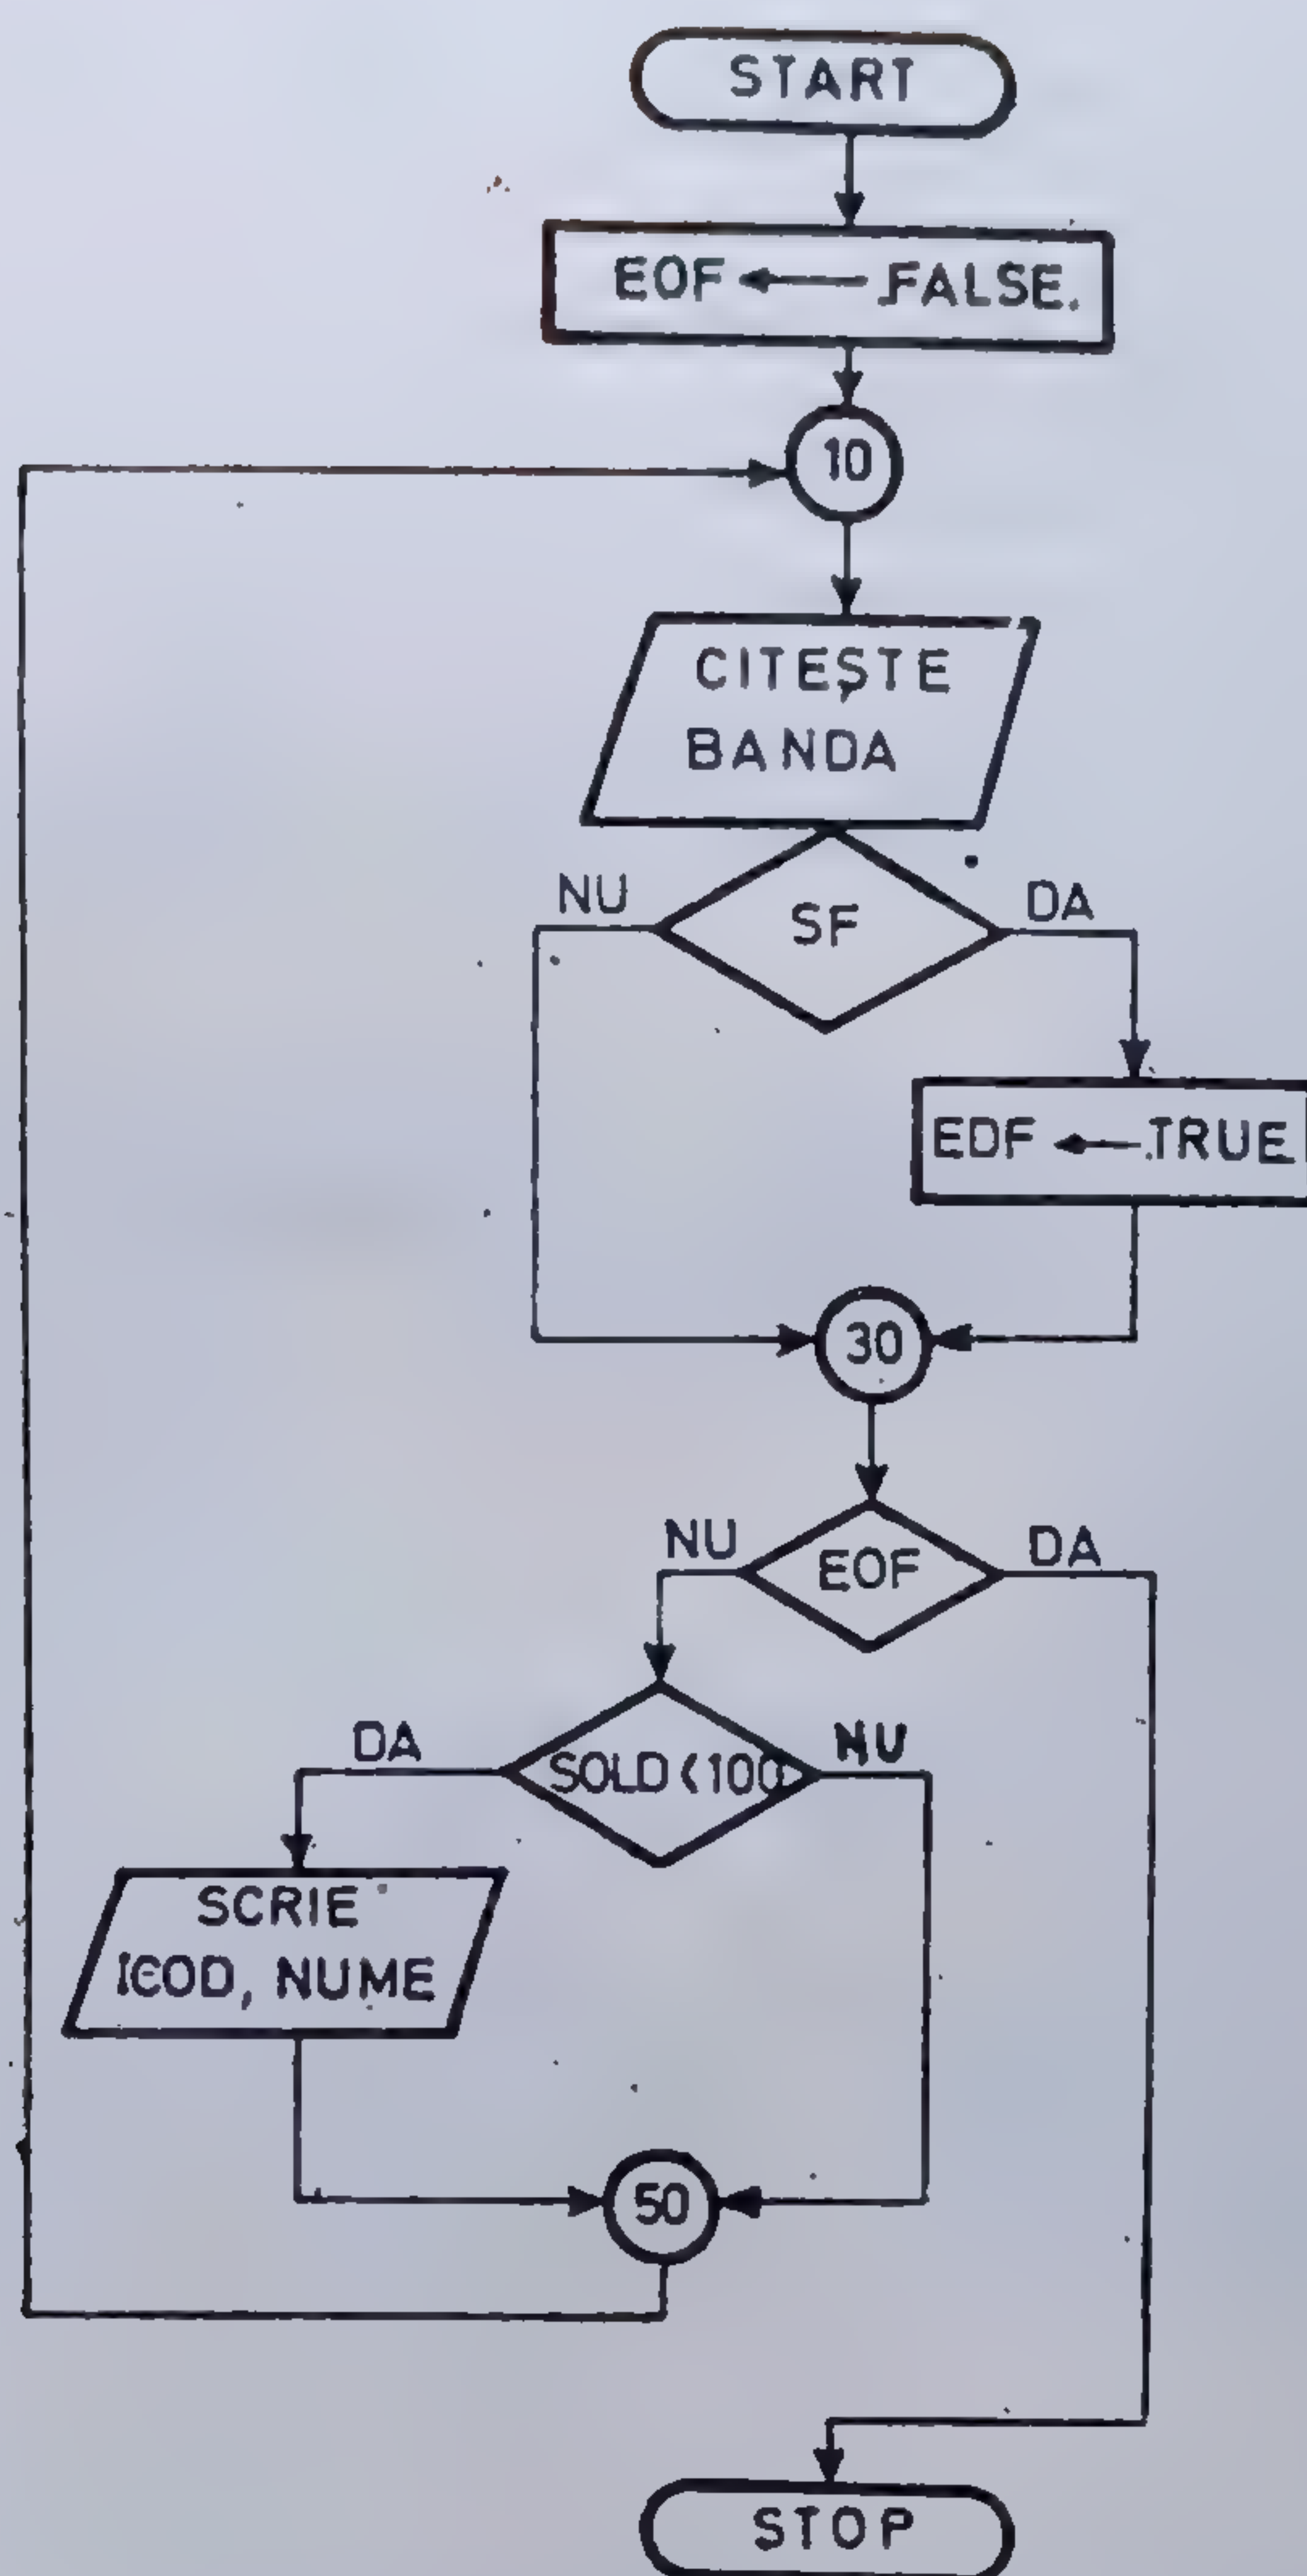 START
EOF ← .FALSE.
10
CITEȘTE
BANDA
NU
SF
DA
EDF ← .TRUE
30
NU
EOF
DA
DA
SOLD < 100
NU
SCRIE
ICOD, NUME
50
STOP